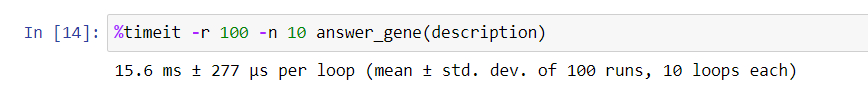 In [14]: %timeit -r 100 -n 10 answer_gene(description)
15.6 ms ± 277 µs per loop (mean ± std. dev. of 100 runs, 10 loops each)